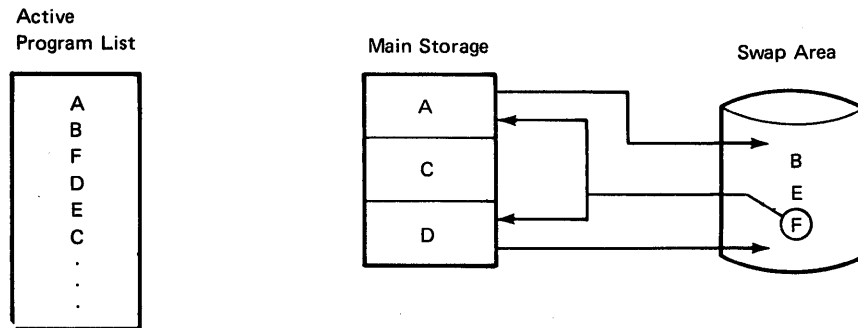 Active
Program List
A
B
F
D
E
C
.
.
.
Main Storage
A
C
D
Swap Area
B
E
F